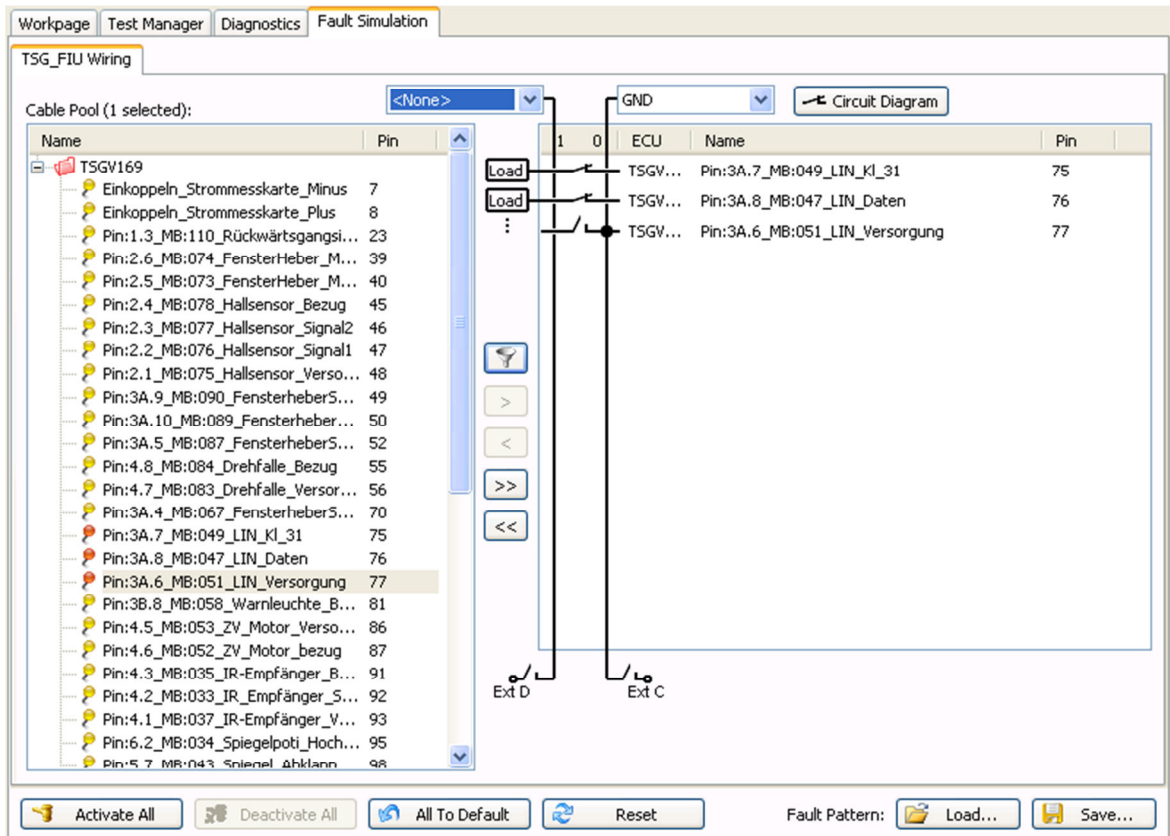 Workpage Test Manager Diagnostics Fault Simulation
TSG_FIU Wiring
Cable Pool (1 selected): <None> GND Circuit Diagram
Name Pin 1 0 ECU Name Pin
TSGV169
Einkoppeln_Strommesskarte_Minus 7
Einkoppeln_Strommesskarte_Plus 8
Pin:1.3_MB:110_Rückwärtsgangsi... 23
Pin:2.6_MB:074_FensterHeber_M... 39
Pin:2.5_MB:073_FensterHeber_M... 40
Pin:2.4_MB:078_Hallsensor_Bezug 45
Pin:2.3_MB:077_Hallsensor_Signal2 46
Pin:2.2_MB:076_Hallsensor_Signal1 47
Pin:2.1_MB:075_Hallsensor_Verso... 48
Pin:3A.9_MB:090_FensterheberS... 49
Pin:3A.10_MB:089_Fensterheber... 50
Pin:3A.5_MB:087_FensterheberS... 52
Pin:4.8_MB:084_Drehfalle_Bezug 55
Pin:4.7_MB:083_Drehfalle_Versor... 56
Pin:3A.4_MB:067_FensterheberS... 70
Pin:3A.7_MB:049_LIN_Kl_31 75
Pin:3A.8_MB:047_LIN_Daten 76
Pin:3A.6_MB:051_LIN_Versorgung 77
Pin:3B.8_MB:058_Warnleuchte_B... 81
Pin:4.5_MB:053_ZV_Motor_Verso... 86
Pin:4.6_MB:052_ZV_Motor_bezug 87
Pin:4.3_MB:035_IR-Empfänger_B... 91
Pin:4.2_MB:033_IR_Empfänger_S... 92
Pin:4.1_MB:037_IR-Empfänger_V... 93
Pin:6.2_MB:034_Spiegelpoti_Hoch... 95
Pin:5.7_MB:043_Spiegel_Abklapp 98
Load TSGV... Pin:3A.7_MB:049_LIN_Kl_31 75
Load TSGV... Pin:3A.8_MB:047_LIN_Daten 76
TSGV... Pin:3A.6_MB:051_LIN_Versorgung 77
>
<
>>
<<
Ext D Ext C
Activate All Deactivate All All To Default Reset Fault Pattern: Load... Save...